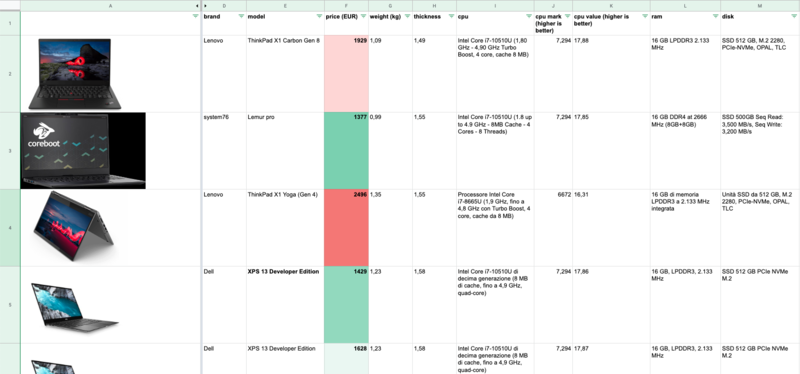 A D E F G H I J K L M
1 brand model price (EUR) weight (kg) thickness cpu cpu mark (higher is better) cpu value (higher is better) ram disk
2 Lenovo ThinkPad X1 Carbon Gen 8 1929 1,09 1,49 Intel Core i7-10510U (1,80 GHz - 4,90 GHz Turbo Boost, 4 core, cache 8 MB) 7,294 17,88 16 GB LPDDR3 2.133 MHz SSD 512 GB, M.2 2280, PCIe-NVMe, OPAL, TLC
coreboot
3 system76 Lemur pro 1377 0,99 1,55 Intel Core i7-10510U (1.8 up to 4.9 GHz - 8MB Cache - 4 Cores - 8 Threads) 7,294 17,85 16 GB DDR4 at 2666 MHz (8GB+8GB) SSD 500GB Seq Read: 3,500 MB/s, Seq Write: 3,200 MB/s
4 Lenovo ThinkPad X1 Yoga (Gen 4) 2496 1,35 1,55 Processore Intel Core i7-8665U (1,9 GHz, fino a 4,8 GHz con Turbo Boost, 4 core, cache da 8 MB) 6672 16,31 16 GB di memoria LPDDR3 a 2.133 MHz integrata Unità SSD da 512 GB, M.2 2280, PCIe-NVMe, OPAL, TLC
5 Dell XPS 13 Developer Edition 1429 1,23 1,58 Intel Core i7-10510U di decima generazione (8 MB di cache, fino a 4,9 GHz, quad-core) 7,294 17,86 16 GB, LPDDR3, 2.133 MHz SSD 512 GB PCIe NVMe M.2
Dell XPS 13 Developer Edition 1628 1,23 1,58 Intel Core i7-10510U di decima generazione (8 MB di cache, fino a 4,9 GHz, 7,294 17,87 16 GB, LPDDR3, 2.133 MHz SSD 512 GB PCIe NVMe M.2